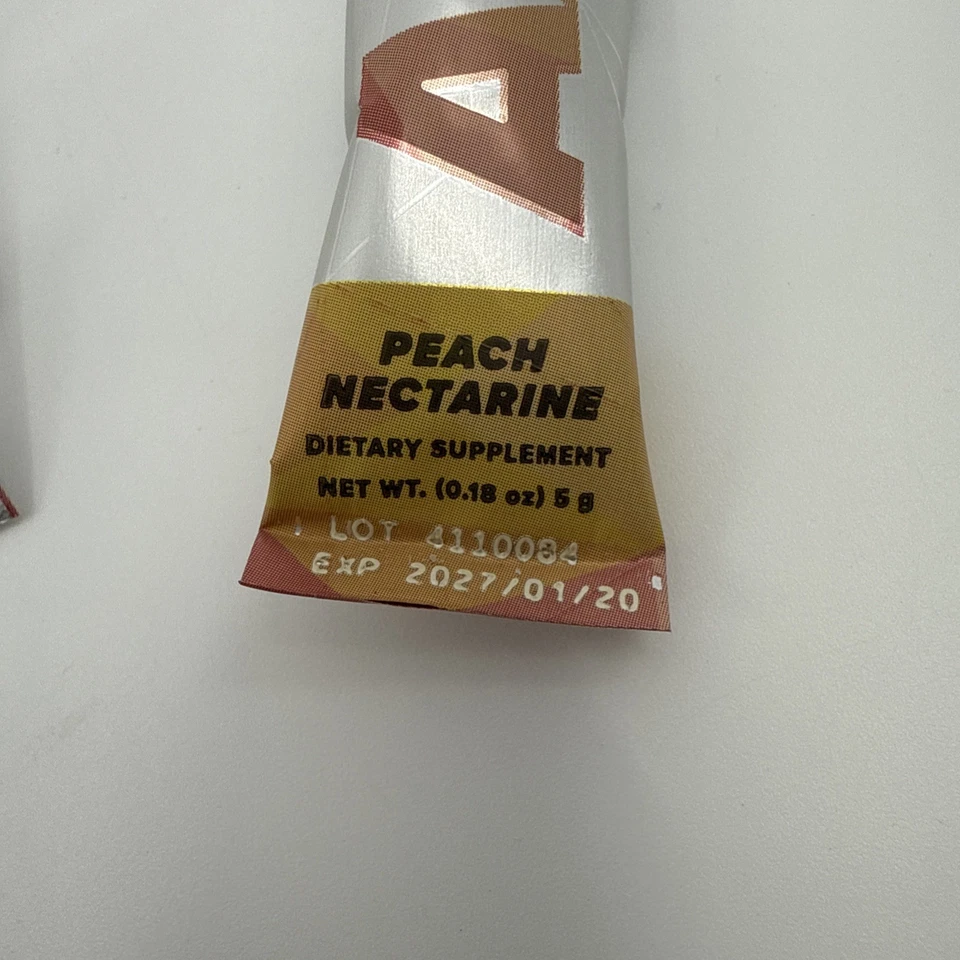 A
PEACH
NECTARINE
DIETARY SUPPLEMENT
NET WT. (0.18 oz) 5 g
LOT 4110084
EXP 2027/01/20